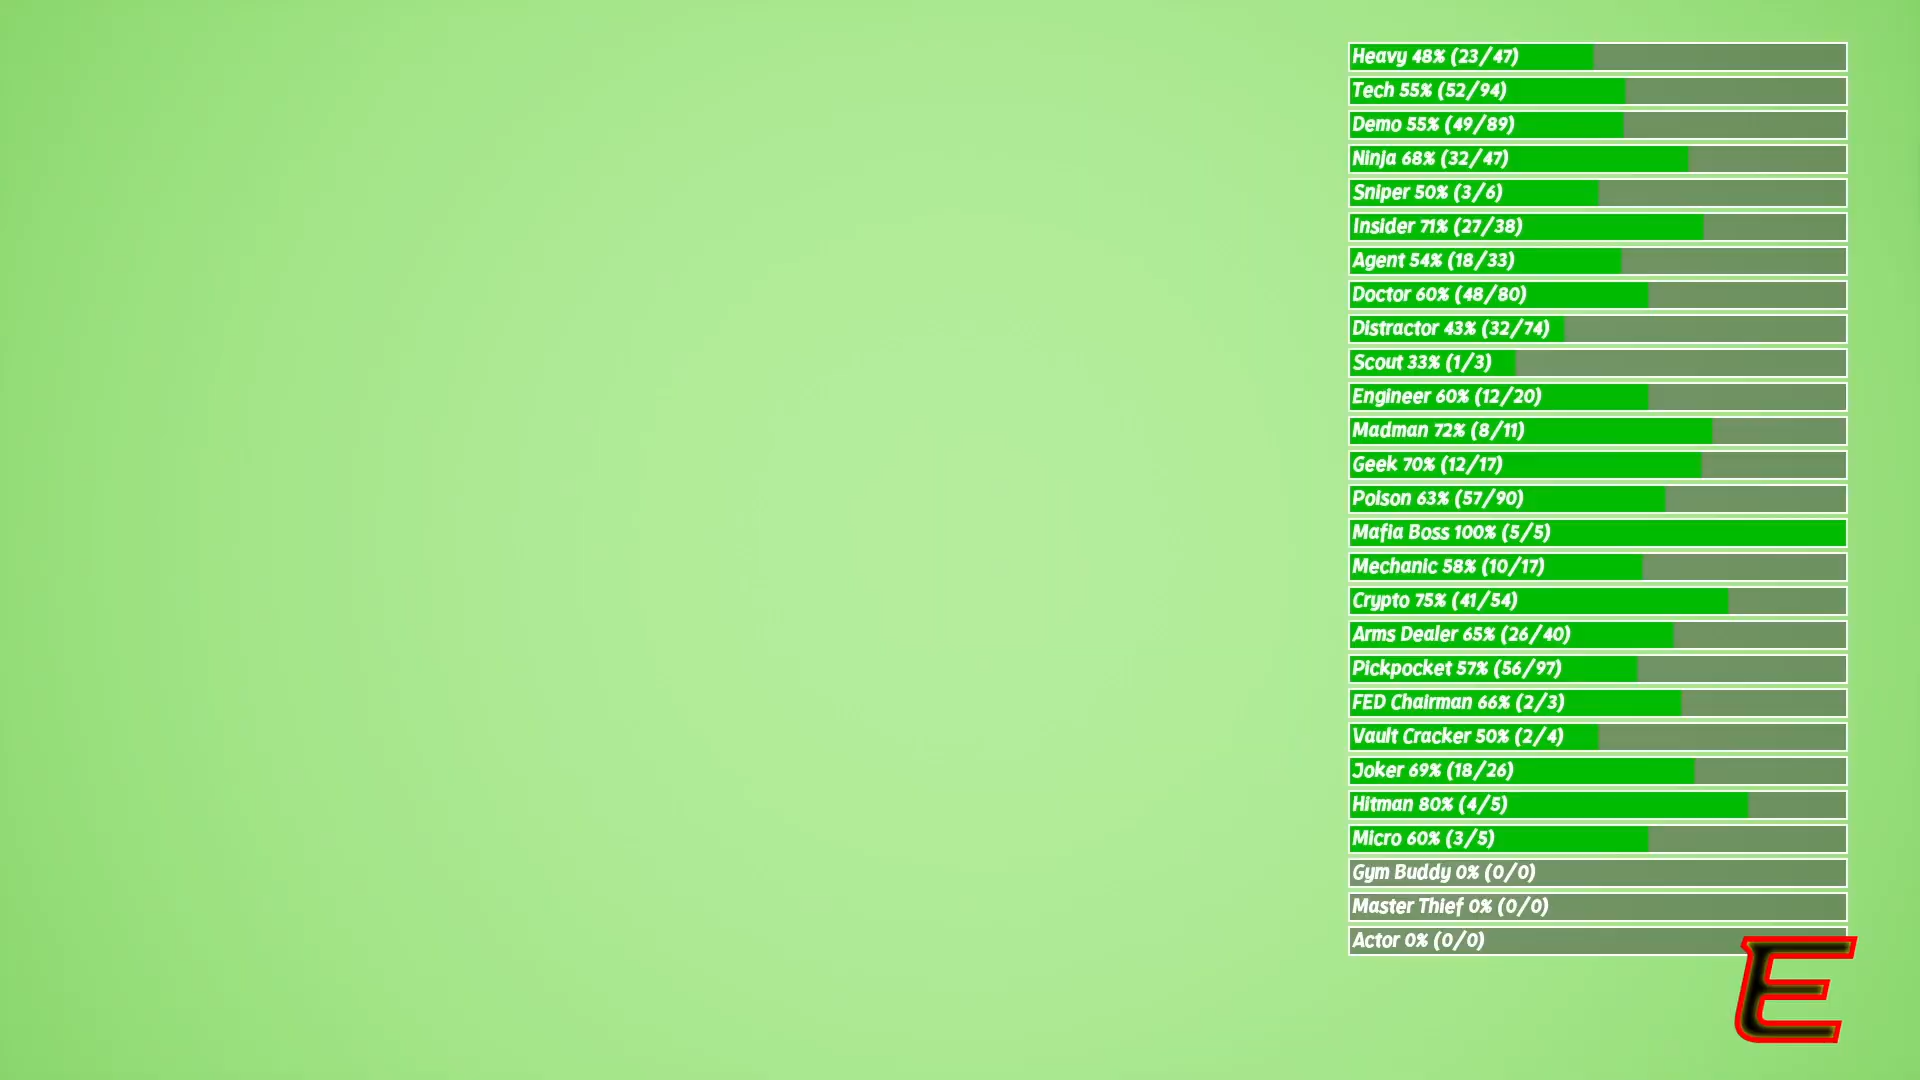 Heavy 48% (23/47)
Tech 55% (52/94)
Demo 55% (49/89)
Ninja 68% (32/47)
Sniper 50% (3/6)
Insider 71% (27/38)
Agent 54% (18/33)
Doctor 60% (48/80)
Distractor 43% (32/74)
Scout 33% (1/3)
Engineer 60% (12/20)
Madman 72% (8/11)
Geek 70% (12/17)
Poison 63% (57/90)
Mafia Boss 100% (5/5)
Mechanic 58% (10/17)
Crypto 75% (41/54)
Arms Dealer 65% (26/40)
Pickpocket 57% (56/97)
FED Chairman 66% (2/3)
Vault Cracker 50% (2/4)
Joker 69% (18/26)
Hitman 80% (4/5)
Micro 60% (3/5)
Gym Buddy 0% (0/0)
Master Thief 0% (0/0)
Actor 0% (0/0)
E